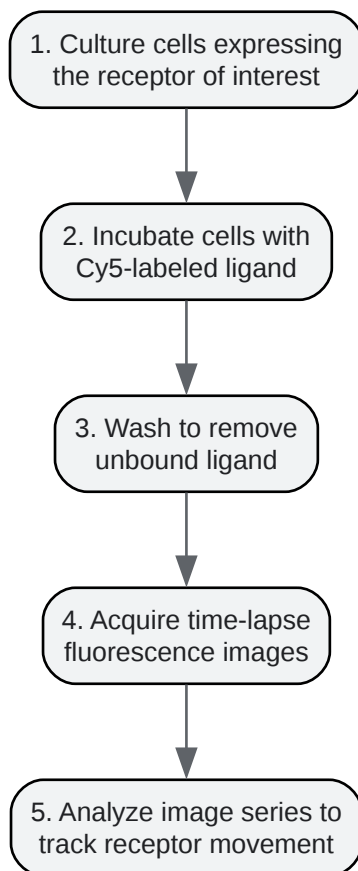 1. Culture cells expressing
the receptor of interest
2. Incubate cells with
Cy5-labeled ligand
3. Wash to remove
unbound ligand
4. Acquire time-lapse
fluorescence images
5. Analyze image series to
track receptor movement